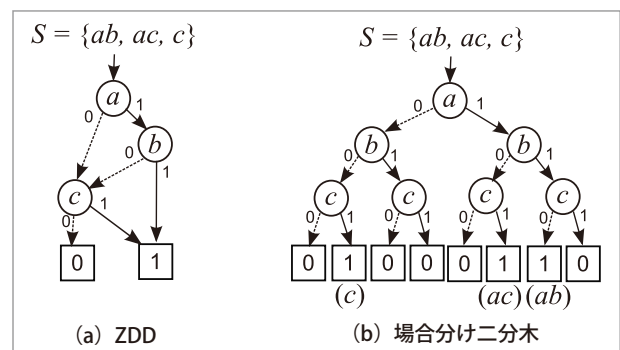 S = {ab, ac, c}
a
0 1
b
0 1
c
0 1
0 1
(a) ZDD
S = {ab, ac, c}
a
0 1
b b
0 1 0 1
c c c c
0 1 0 1 0 1 0 1
0 1 0 0 0 1 1 0
(c) (ac) (ab)
(b) 場合分け二分木